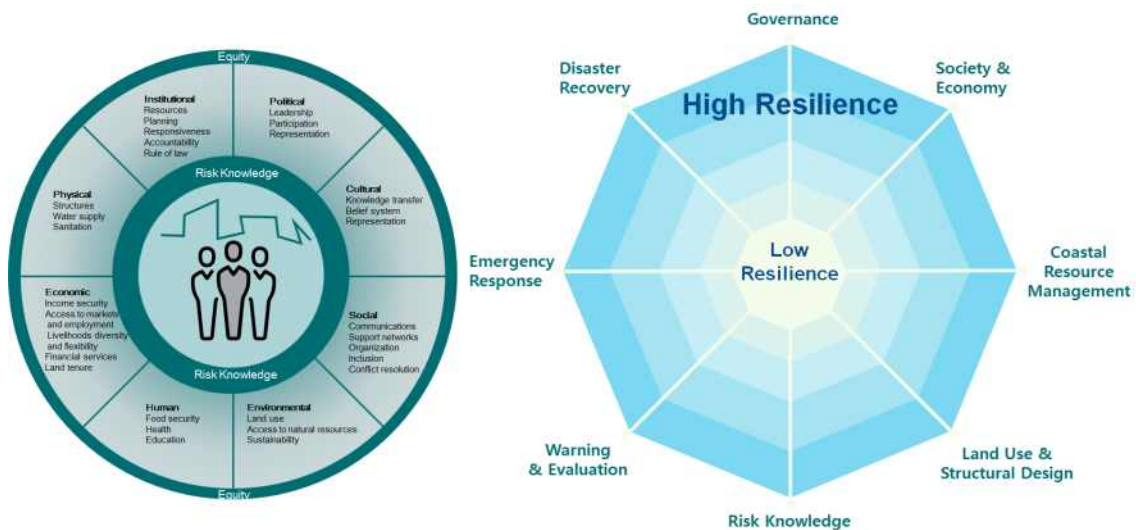 Equity
Institutional
Resources
Planning
Responsiveness
Accountability
Rule of law
Political
Leadership
Participation
Representation
Risk Knowledge
Physical
Structures
Water supply
Sanitation
Cultural
Knowledge transfer
Belief system
Representation
Economic
Income security
Access to markets
and employment
Livelihoods diversity
and flexibility
Financial services
Land tenure
Social
Communications
Support networks
Organization
Inclusion
Conflict resolution
Risk Knowledge
Human
Food security
Health
Education
Environmental
Land use
Access to natural resources
Sustainability
Equity
Governance
Disaster
Recovery
Society &
Economy
High Resilience
Emergency
Response
Low
Resilience
Coastal
Resource
Management
Warning
& Evaluation
Land Use &
Structural Design
Risk Knowledge